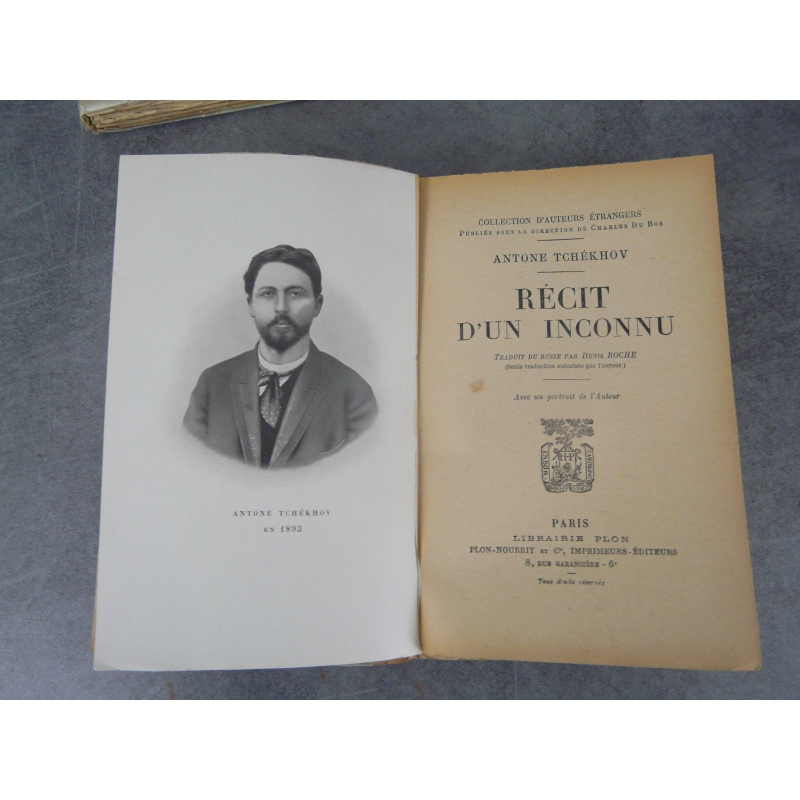 ANTONE TCHÉKHOV
EN 1893
COLLECTION D'AUTEURS ÉTRANGERS
PUBLIÉE SOUS LA DIRECTION DE CHARLES DU BOS
ANTONE TCHÉKHOV
RÉCIT
D'UN INCONNU
TRADUIT DU RUSSE PAR DENIS ROCHE
(Seule traduction autorisée par l'auteur.)
Avec un portrait de l'Auteur
PARIS
LIBRAIRIE PLON
PLON-NOURRIT ET Cie, IMPRIMEURS-ÉDITEURS
8, RUE GARANCIÈRE - 6e
Tous droits réservés